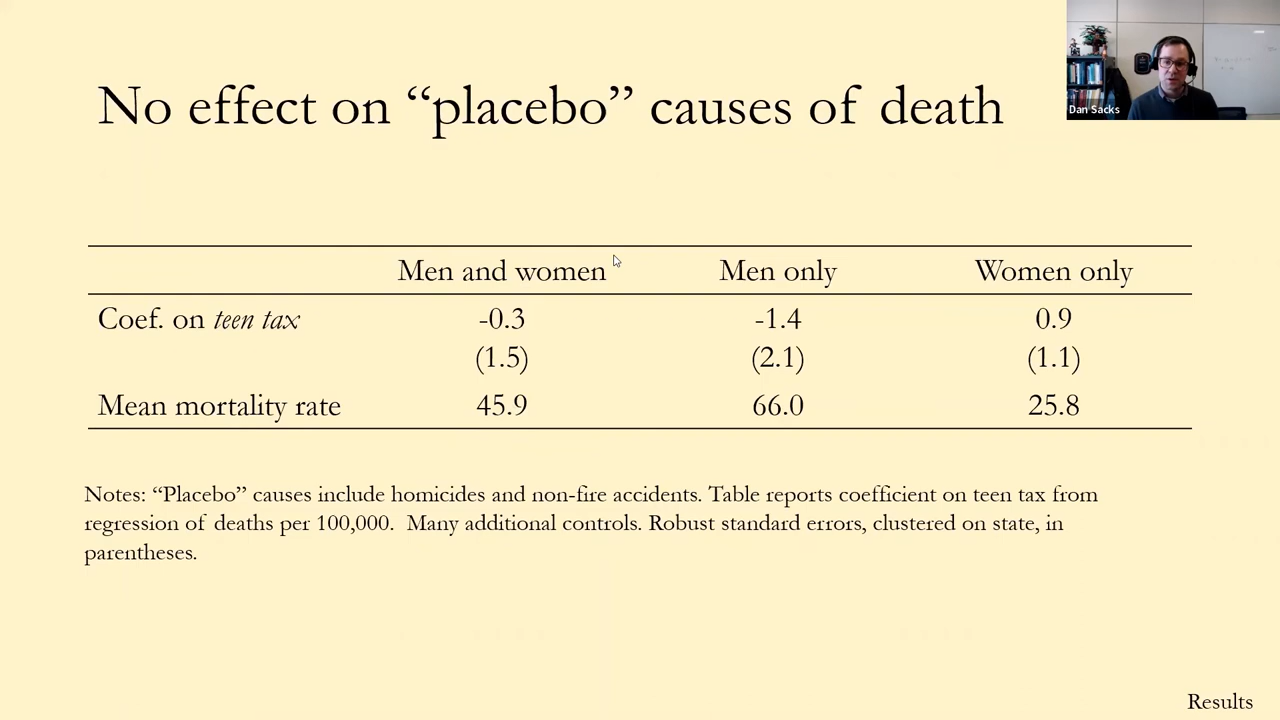 No effect on “placebo” causes of death
Dan Sacks
Men and women Men only Women only
Coef. on teen tax -0.3 -1.4 0.9
(1.5) (2.1) (1.1)
Mean mortality rate 45.9 66.0 25.8
Notes: “Placebo” causes include homicides and non-fire accidents. Table reports coefficient on teen tax from
regression of deaths per 100,000.  Many additional controls. Robust standard errors, clustered on state, in
parentheses.
Results